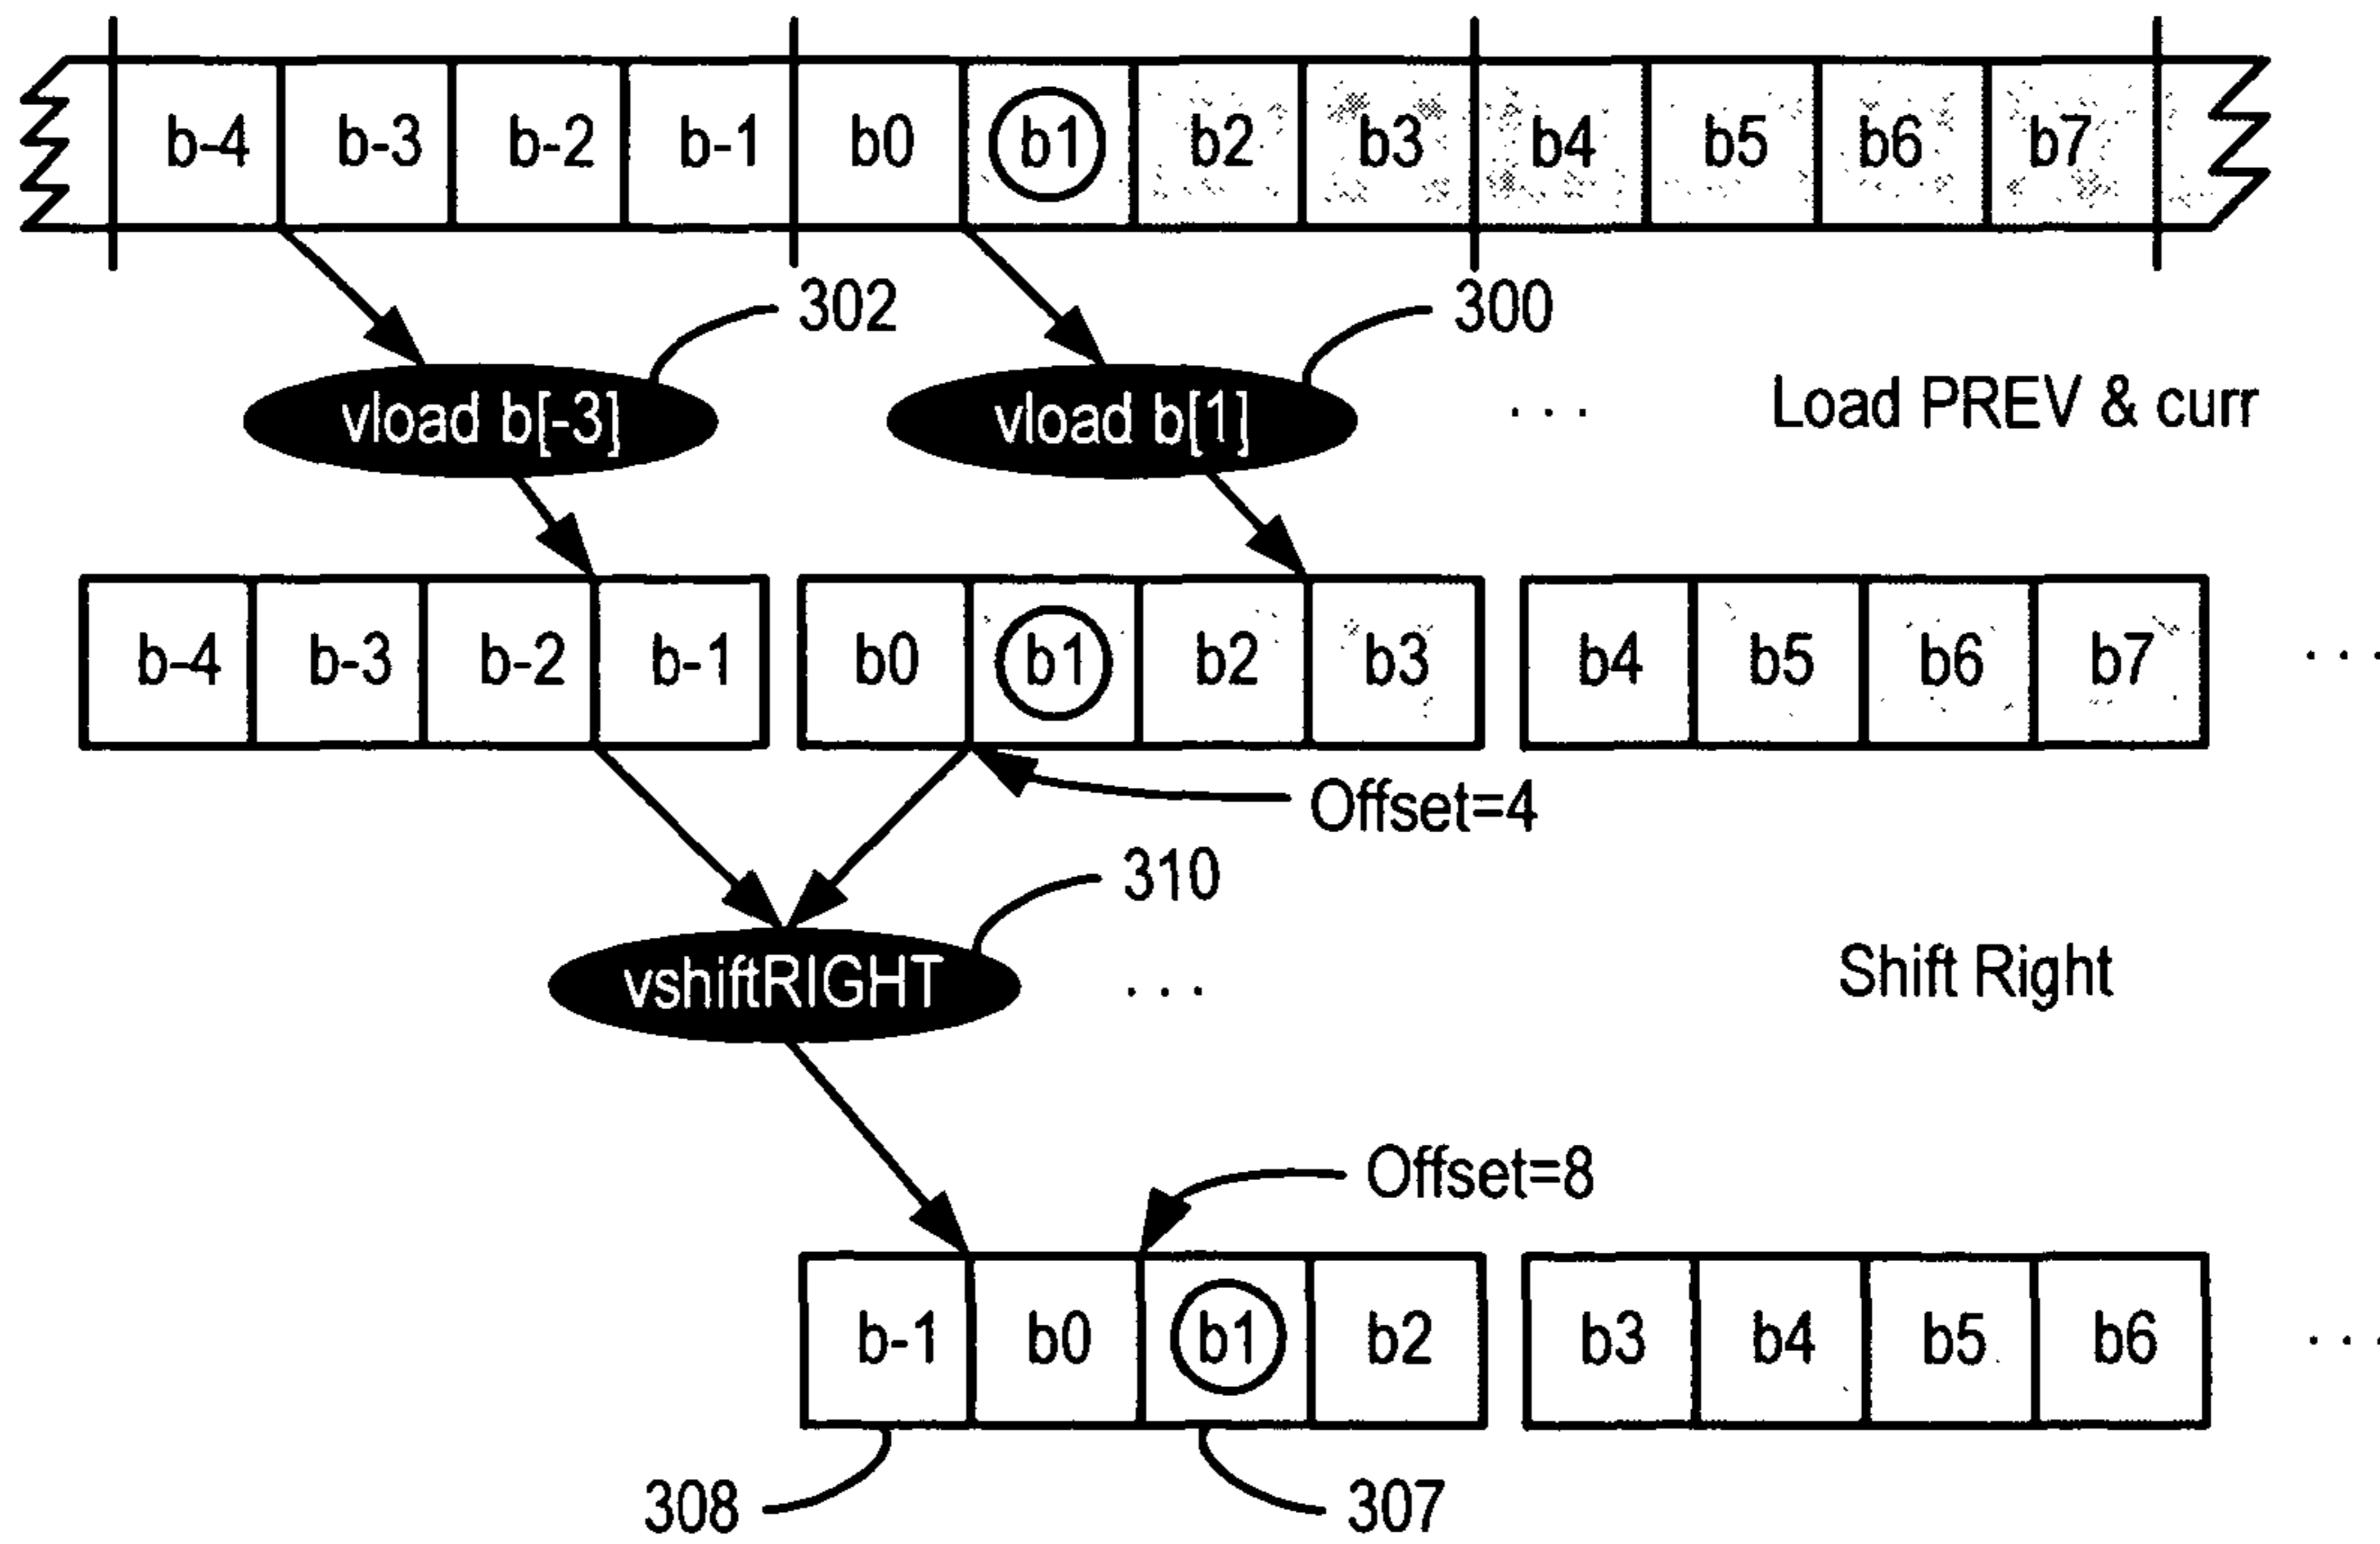 b-4 b-3 b-2 b-1 b0 b1 b2 b3 b4 b5 b6 b7
302 300
vload b[-3] vload b[1] ... Load PREV & curr
b-4 b-3 b-2 b-1 b0 b1 b2 b3 b4 b5 b6 b7 ...
Offset=4
310
vshiftRIGHT ... Shift Right
Offset=8
b-1 b0 b1 b2 b3 b4 b5 b6 ...
308 307